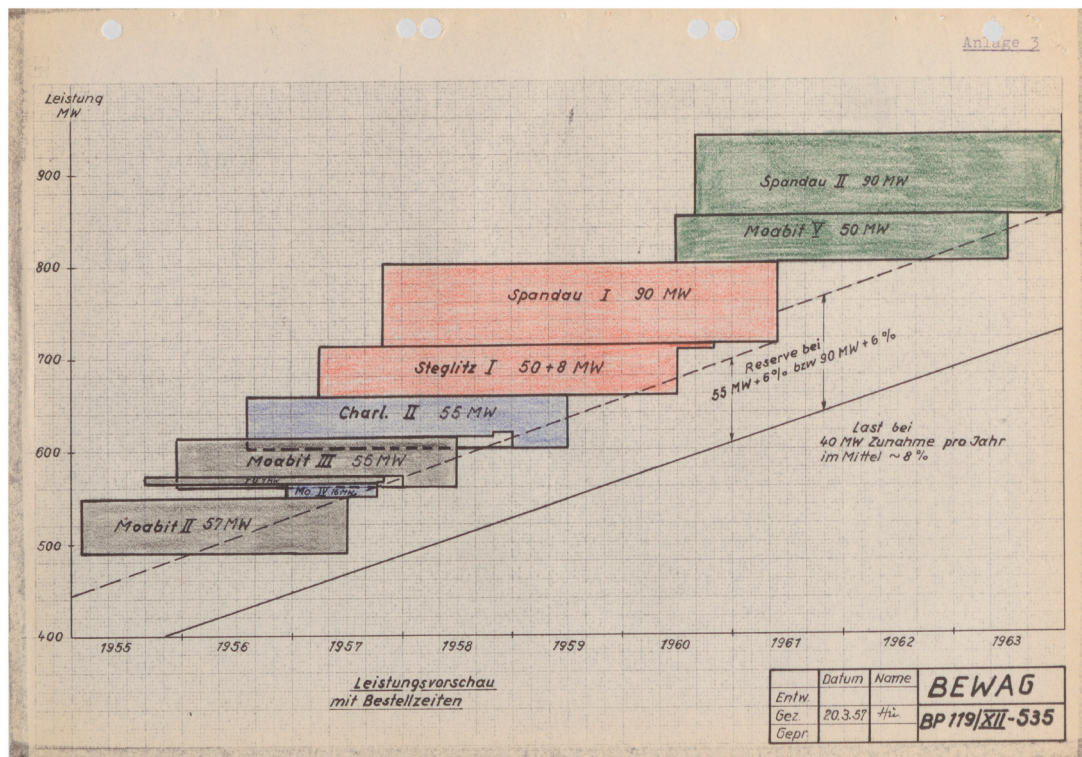 Anlage 3
Leistung
MW
900
800
700
600
500
400
Spandau II 90 MW
Moabit V 50 MW
Spandau I 90 MW
Steglitz I 50+8 MW
Charl. II 55 MW
Moabit III 55 MW
Mo. IV 16 MW
Moabit II 57 MW
Reserve bei
55 MW+6% bzw 90 MW+6%
Last bei
40 MW Zunahme pro Jahr
im Mittel ~8%
1955 1956 1957 1958 1959 1960 1961 1962 1963
Leistungsvorschau
mit Bestellzeiten
Datum Name BEWAG
Entw.
Gez. 20.3.57 Hü BP 119/XII-535
Gepr.